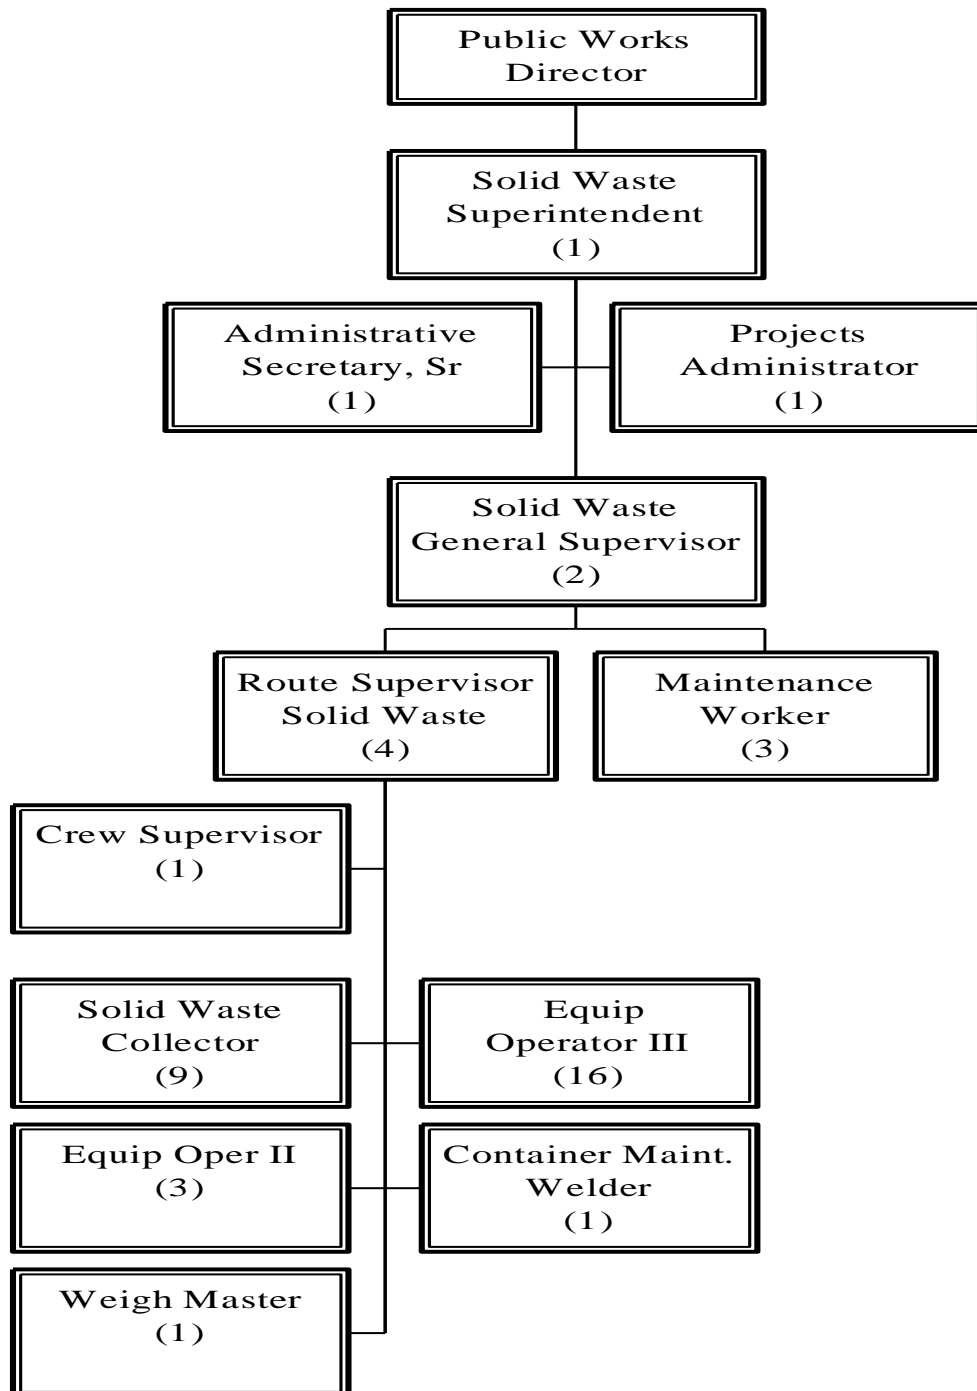 Public Works
Director
Solid Waste
Superintendent
(1)
Administrative
Secretary, Sr
(1)
Projects
Administrator
(1)
Solid Waste
General Supervisor
(2)
Route Supervisor
Solid Waste
(4)
Maintenance
Worker
(3)
Crew Supervisor
(1)
Solid Waste
Collector
(9)
Equip
Operator III
(16)
Equip Oper II
(3)
Container Maint.
Welder
(1)
Weigh Master
(1)